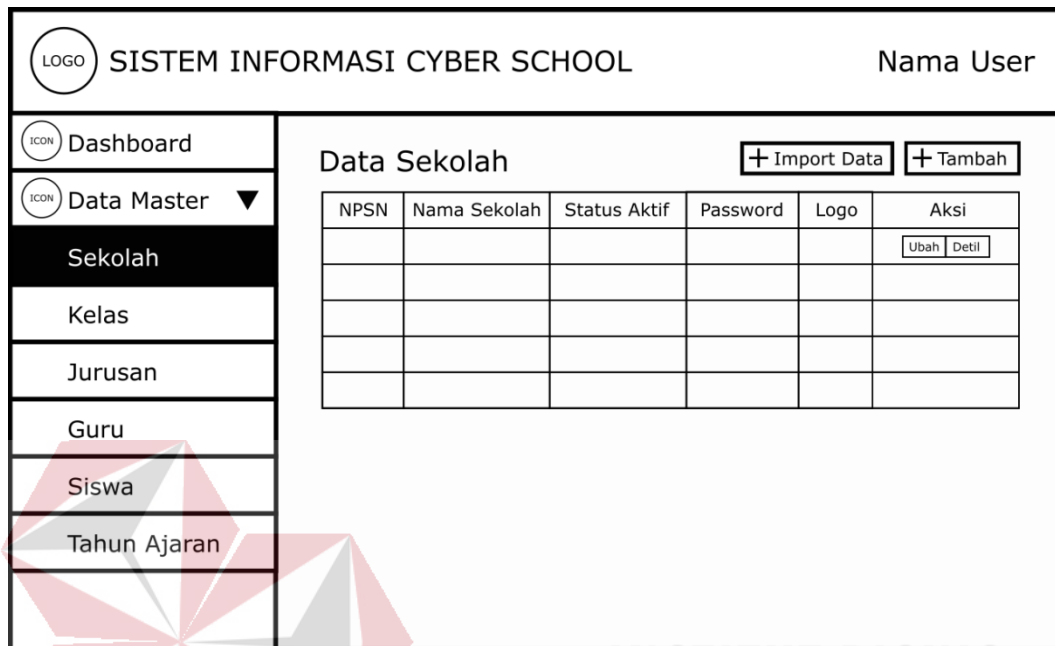 LOGO SISTEM INFORMASI CYBER SCHOOL Nama User
ICON Dashboard
ICON Data Master
Sekolah
Kelas
Jurusan
Guru
Siswa
Tahun Ajaran
Data Sekolah + Import Data + Tambah
NPSN Nama Sekolah Status Aktif Password Logo Aksi
Ubah Detil